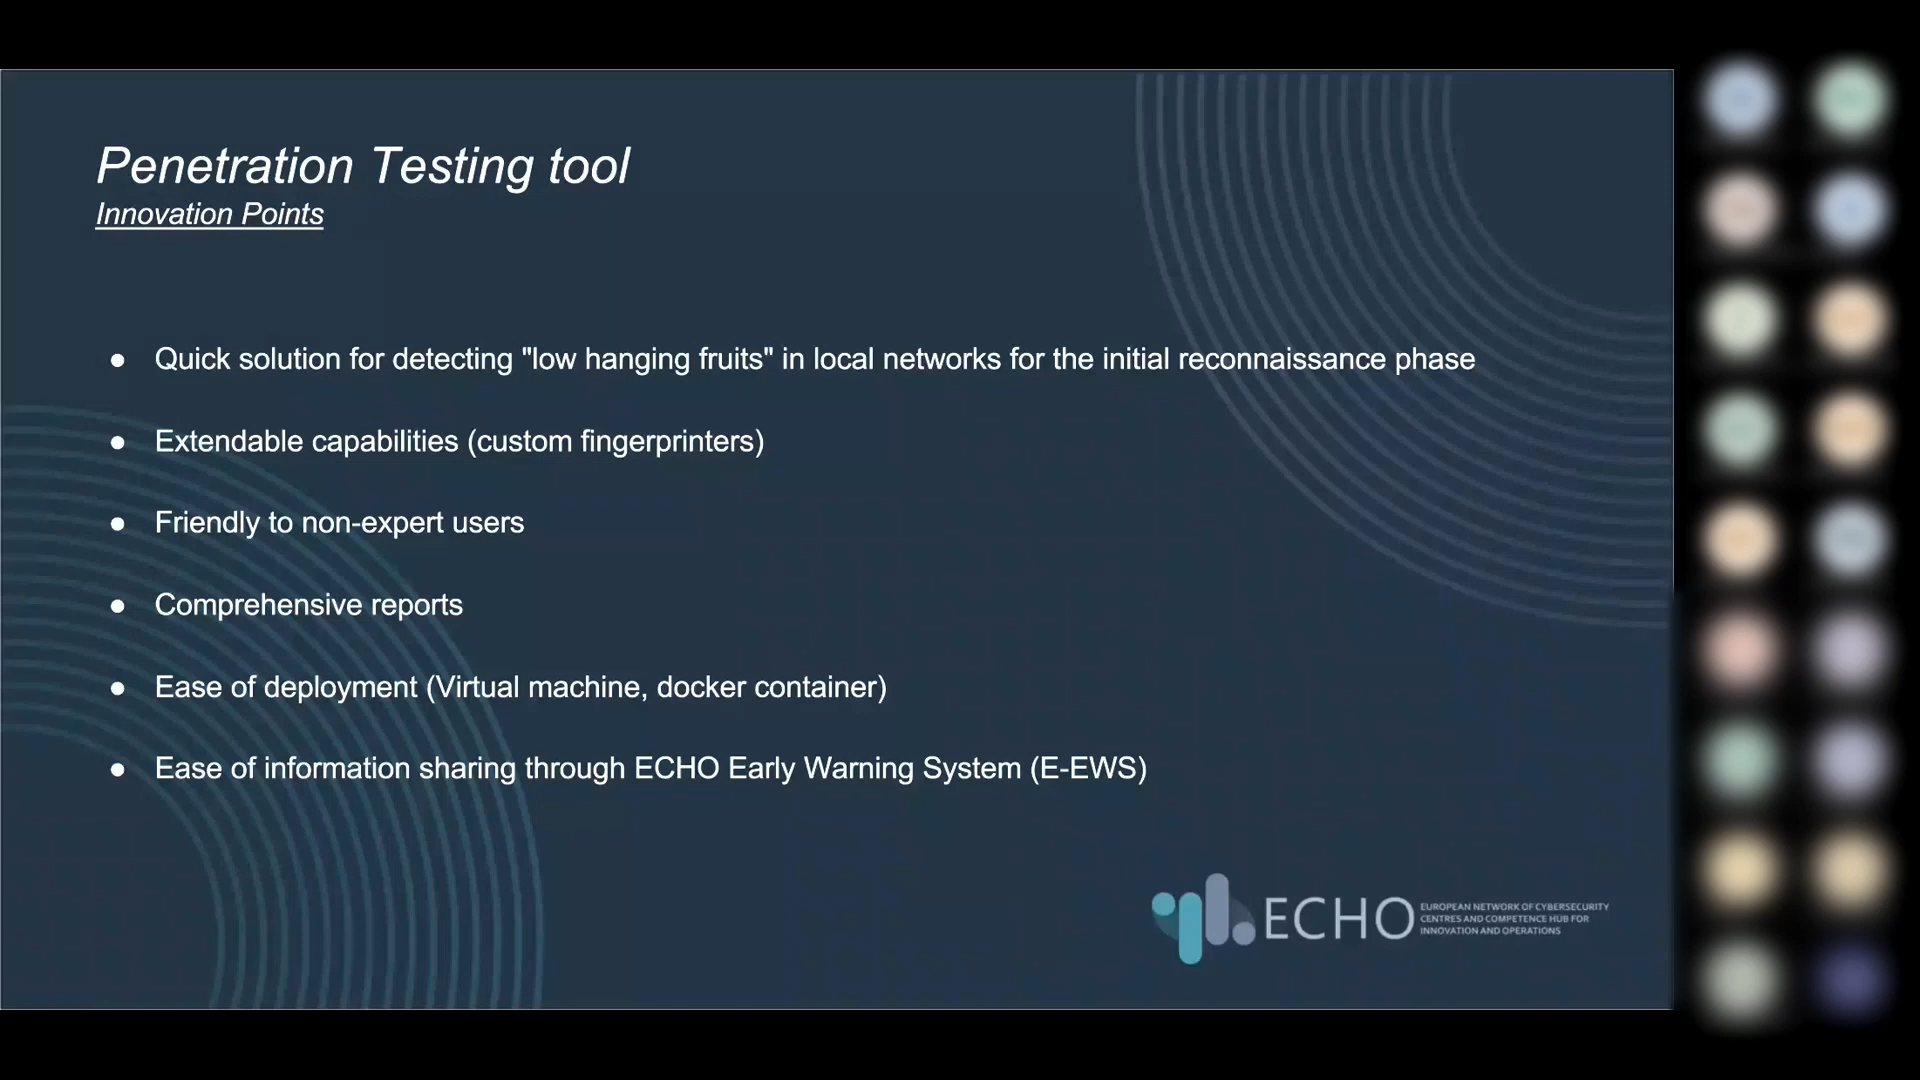 Penetration Testing tool
Innovation Points
● Quick solution for detecting "low hanging fruits" in local networks for the initial reconnaissance phase
● Extendable capabilities (custom fingerprinters)
● Friendly to non-expert users
● Comprehensive reports
● Ease of deployment (Virtual machine, docker container)
● Ease of information sharing through ECHO Early Warning System (E-EWS)
ECHO
EUROPEAN NETWORK OF CYBERSECURITY
CENTRES AND COMPETENCE HUB FOR
INNOVATION AND OPERATIONS